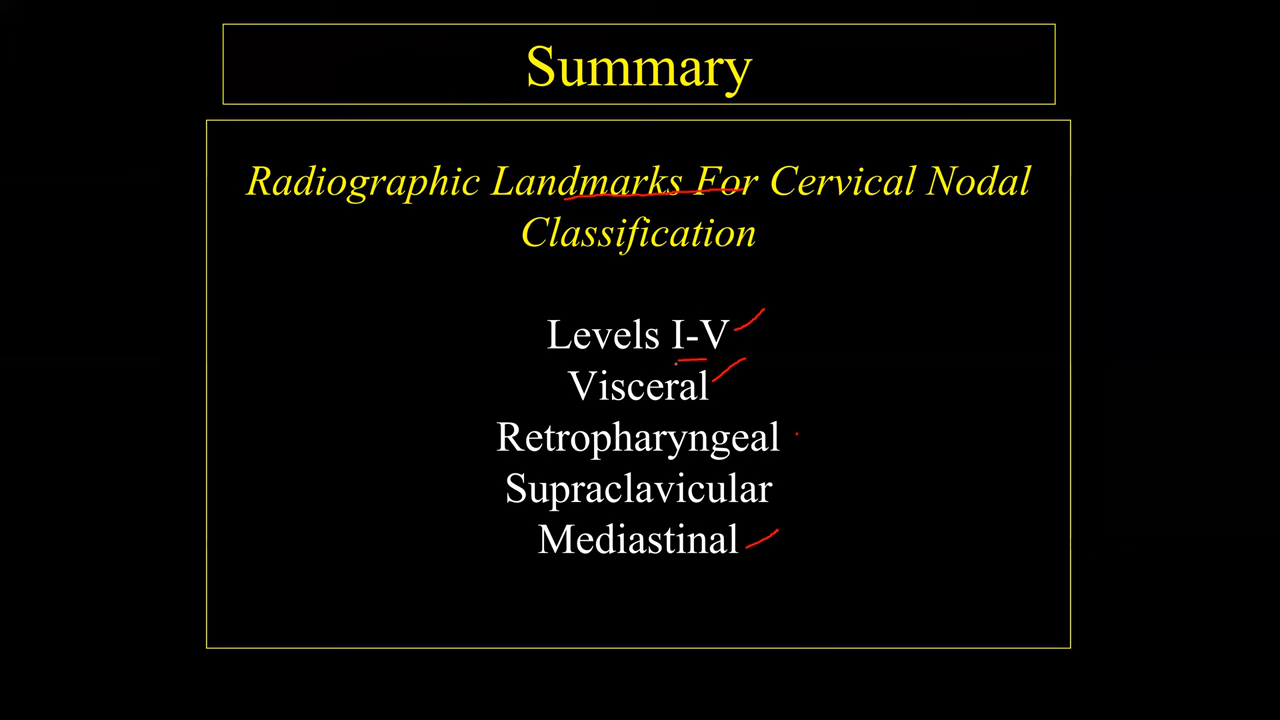 Summary
Radiographic Landmarks For Cervical Nodal
Classification
Levels I-V
Visceral
Retropharyngeal
Supraclavicular
Mediastinal